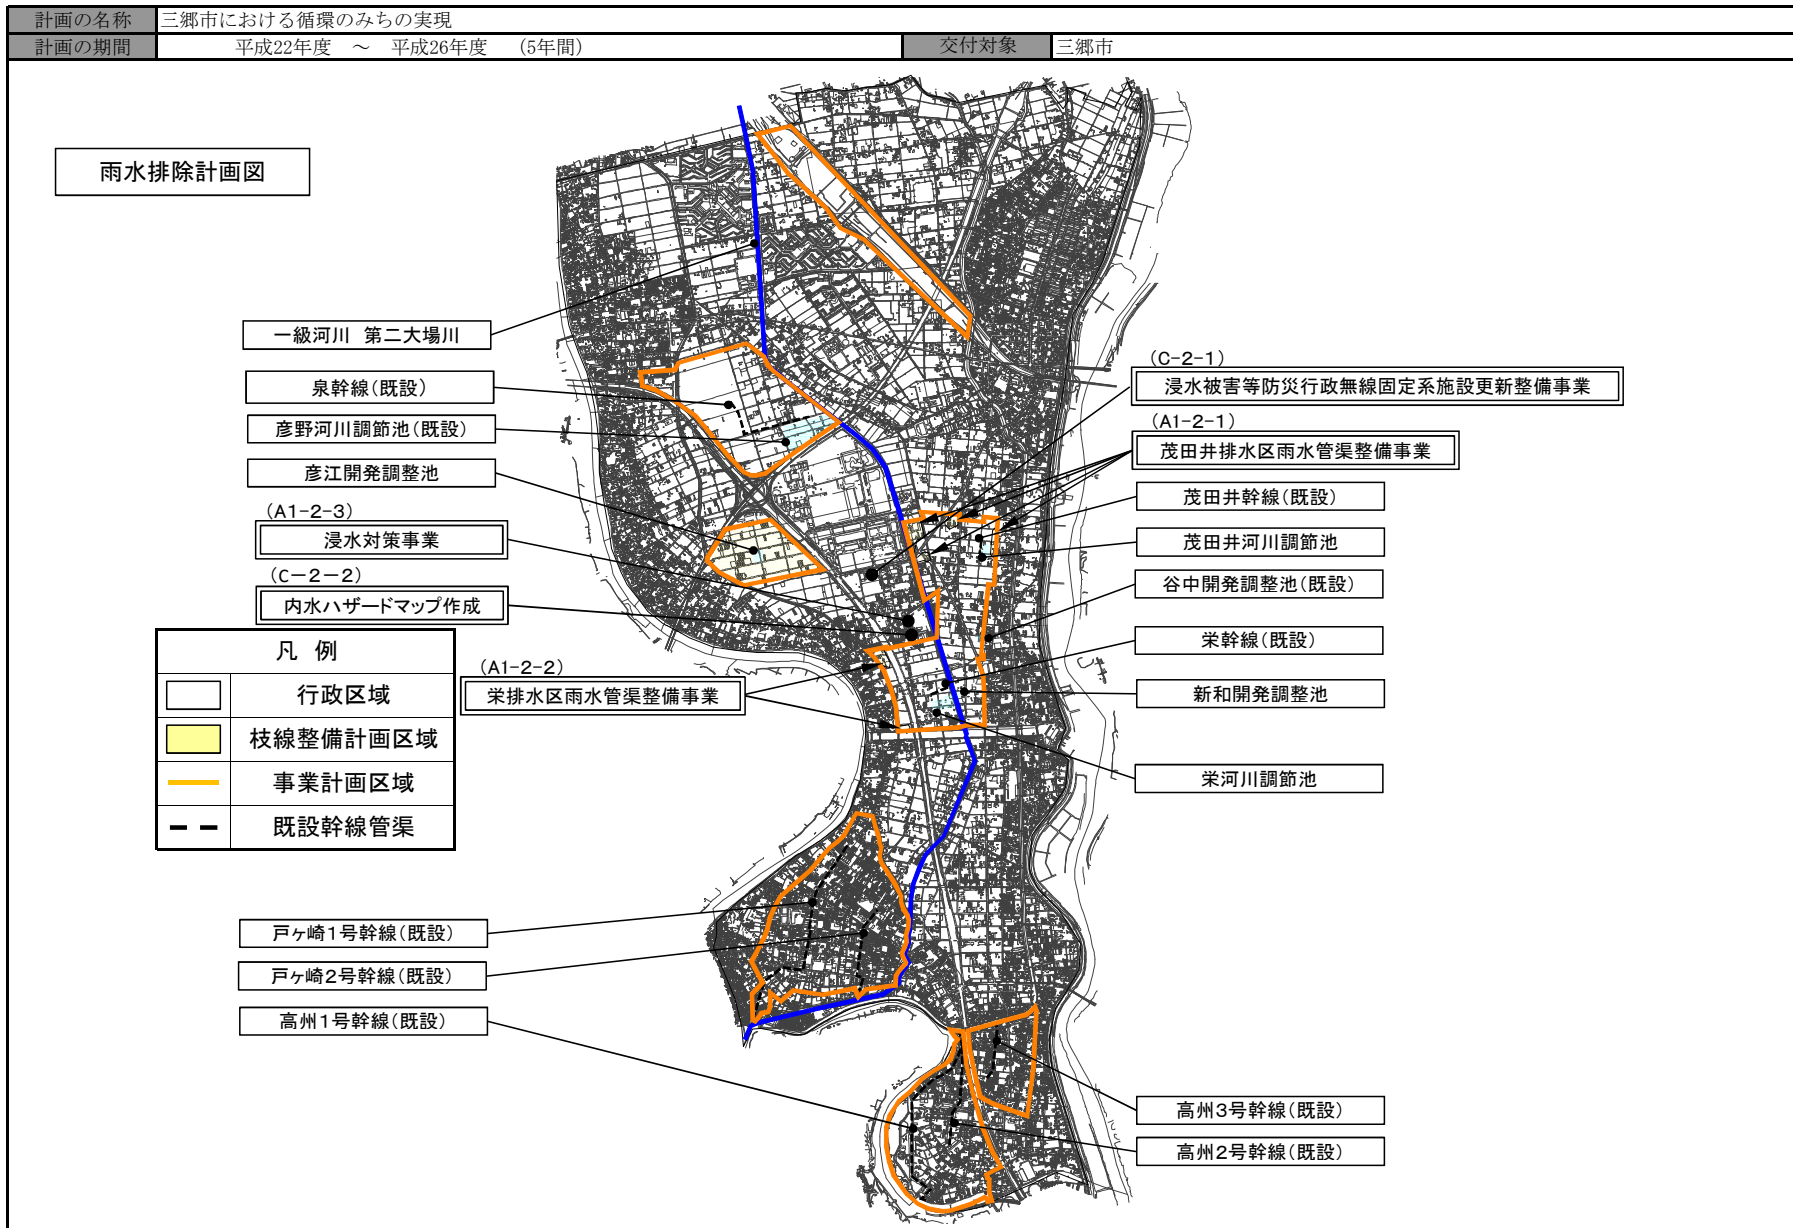 計画の名称 三郷市における循環のみちの実現
計画の期間 平成22年度 ～ 平成26年度 （5年間） 交付対象 三郷市
雨水排除計画図
一級河川 第二大場川
泉幹線（既設）
彦野河川調節池（既設）
彦江開発調整池
（A1-2-3）
浸水対策事業
（C－2－2）
内水ハザードマップ作成
凡 例
行政区域
枝線整備計画区域
事業計画区域
既設幹線管渠
（A1-2-2）
栄排水区雨水管渠整備事業
戸ヶ崎1号幹線（既設）
戸ヶ崎2号幹線（既設）
高州1号幹線（既設）
（C-2-1）
浸水被害等防災行政無線固定系施設更新整備事業
（A1-2-1）
茂田井排水区雨水管渠整備事業
茂田井幹線（既設）
茂田井河川調節池
谷中開発調整池（既設）
栄幹線（既設）
新和開発調整池
栄河川調節池
高州3号幹線（既設）
高州2号幹線（既設）